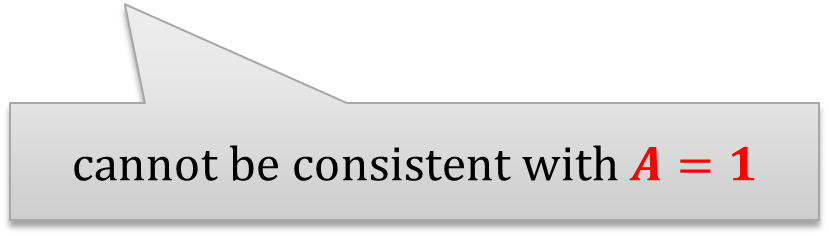 cannot be consistent with A = 1